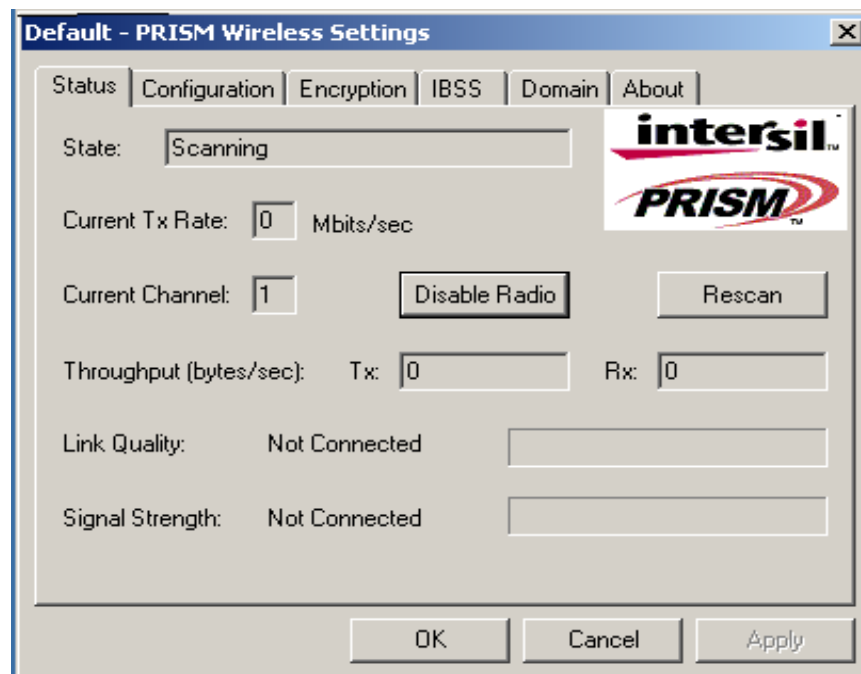 Default - PRISM Wireless Settings
Status Configuration Encryption IBSS Domain About
intersil™
State: Scanning
PRISM™
Current Tx Rate: 0 Mbits/sec
Current Channel: 1 Disable Radio Rescan
Throughput (bytes/sec): Tx: 0 Rx: 0
Link Quality: Not Connected
Signal Strength: Not Connected
OK Cancel Apply